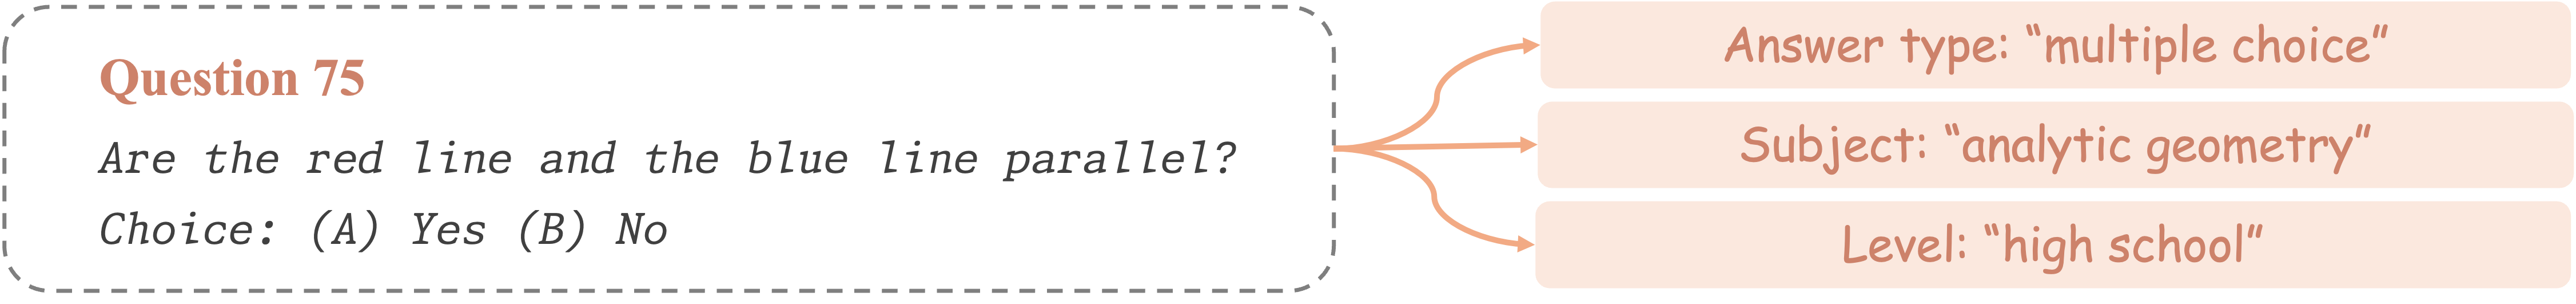 Question 75
Are the red line and the blue line parallel?
Choice: (A) Yes (B) No
Answer type: “multiple choice”
Subject: “analytic geometry”
Level: “high school”